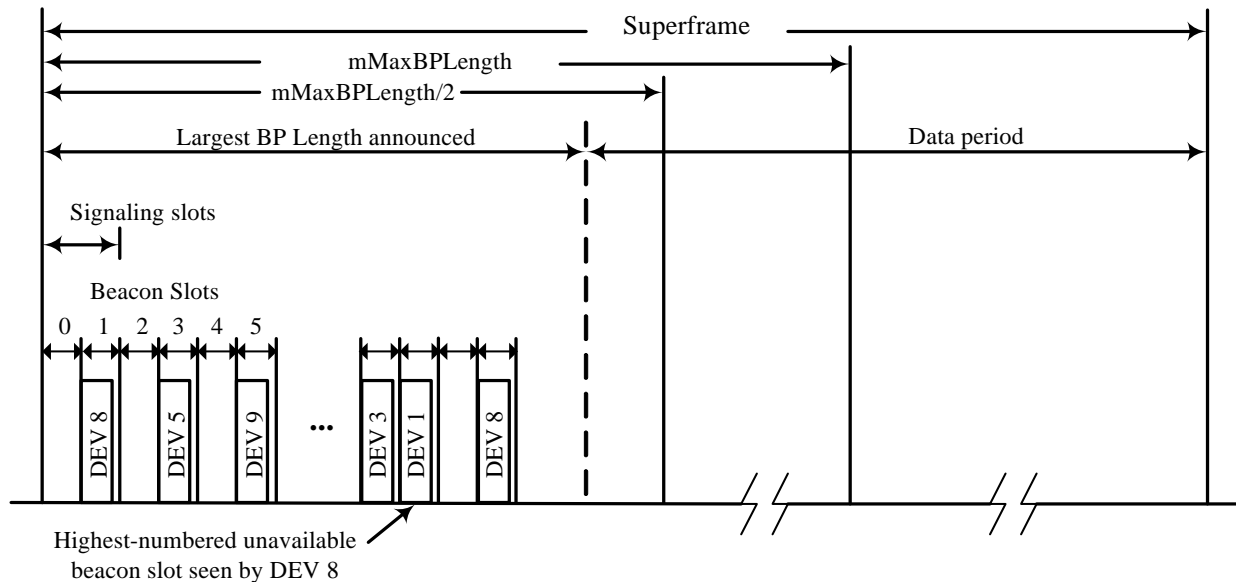 Superframe
mMaxBPLength
mMaxBPLength/2
Largest BP Length announced
Data period
Signaling slots
Beacon Slots
0 1 2 3 4 5
DEV 8
DEV 5
DEV 9
...
DEV 3
DEV 1
DEV 8
Highest-numbered unavailable
beacon slot seen by DEV 8